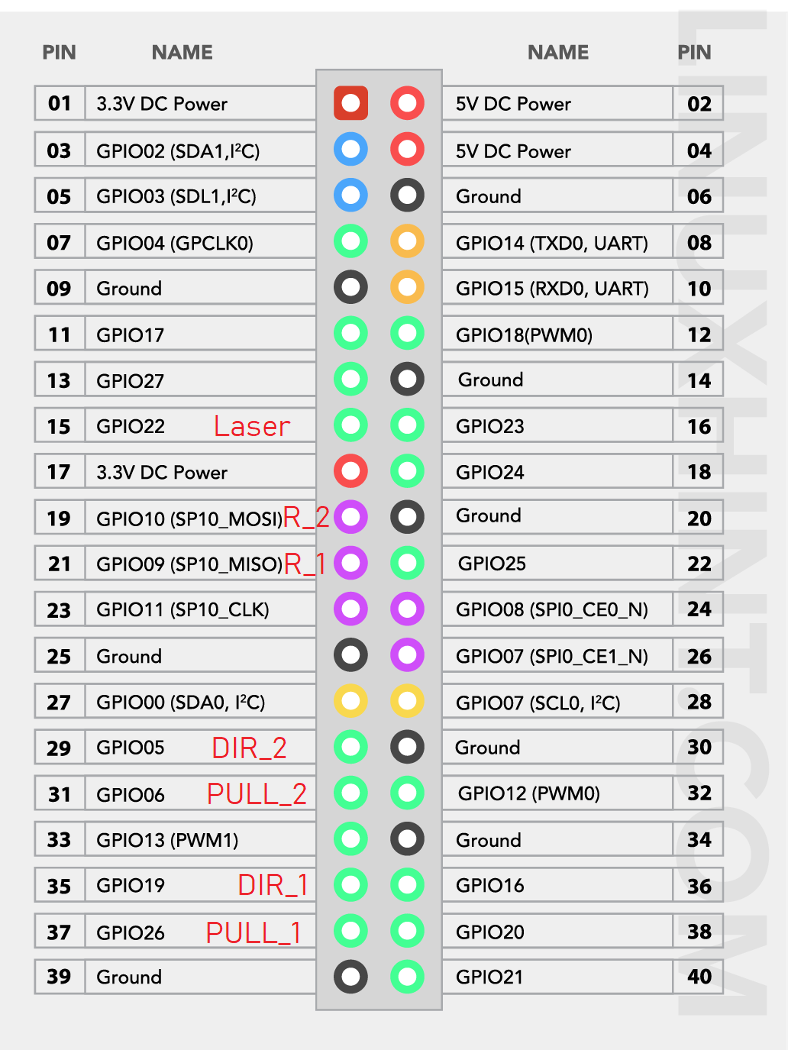 PIN NAME NAME PIN
01 3.3V DC Power 5V DC Power 02
03 GPIO02 (SDA1,I²C) 5V DC Power 04
05 GPIO03 (SDL1,I²C) Ground 06
07 GPIO04 (GPCLK0) GPIO14 (TXD0, UART) 08
09 Ground GPIO15 (RXD0, UART) 10
11 GPIO17 GPIO18(PWM0) 12
13 GPIO27 Ground 14
15 GPIO22 Laser GPIO23 16
17 3.3V DC Power GPIO24 18
19 GPIO10 (SP10_MOSI) R_2 Ground 20
21 GPIO09 (SP10_MISO) R_1 GPIO25 22
23 GPIO11 (SP10_CLK) GPIO08 (SPI0_CE0_N) 24
25 Ground GPIO07 (SPI0_CE1_N) 26
27 GPIO00 (SDA0, I²C) GPIO07 (SCL0, I²C) 28
29 GPIO05 DIR_2 Ground 30
31 GPIO06 PULL_2 GPIO12 (PWM0) 32
33 GPIO13 (PWM1) Ground 34
35 GPIO19 DIR_1 GPIO16 36
37 GPIO26 PULL_1 GPIO20 38
39 Ground GPIO21 40
LINUXHINT.COM